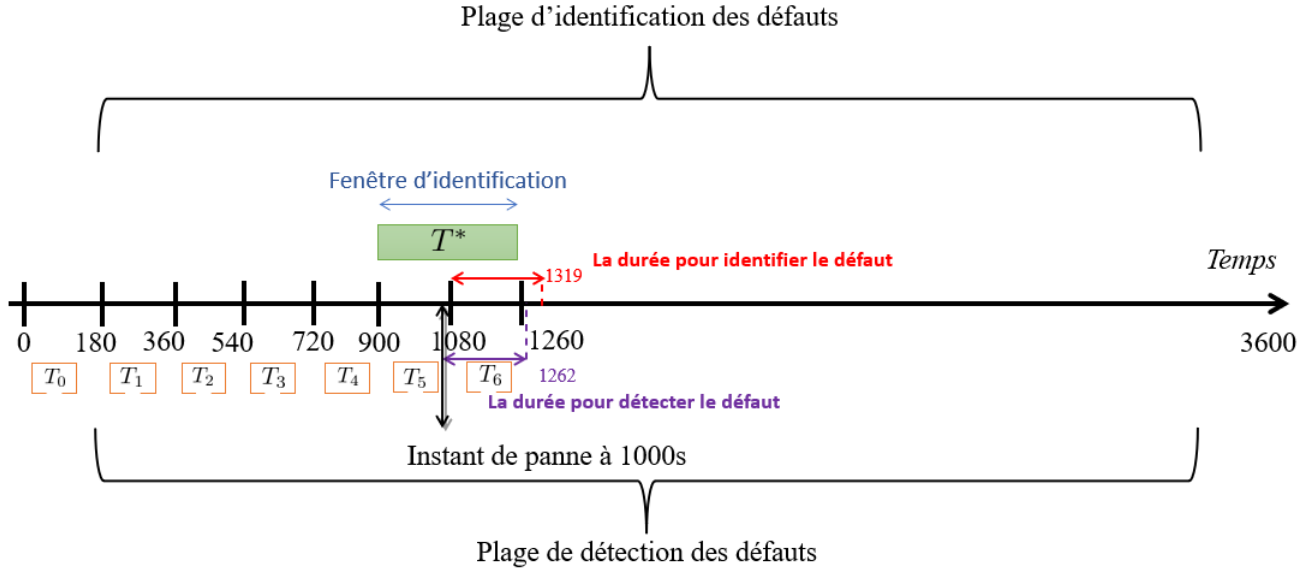 Plage d’identification des défauts
Fenêtre d’identification
T*
La durée pour identifier le défaut
1319
Temps
0 180 360 540 720 900 1080 1260 3600
T0 T1 T2 T3 T4 T5 T6 1262
La durée pour détecter le défaut
Instant de panne à 1000s
Plage de détection des défauts